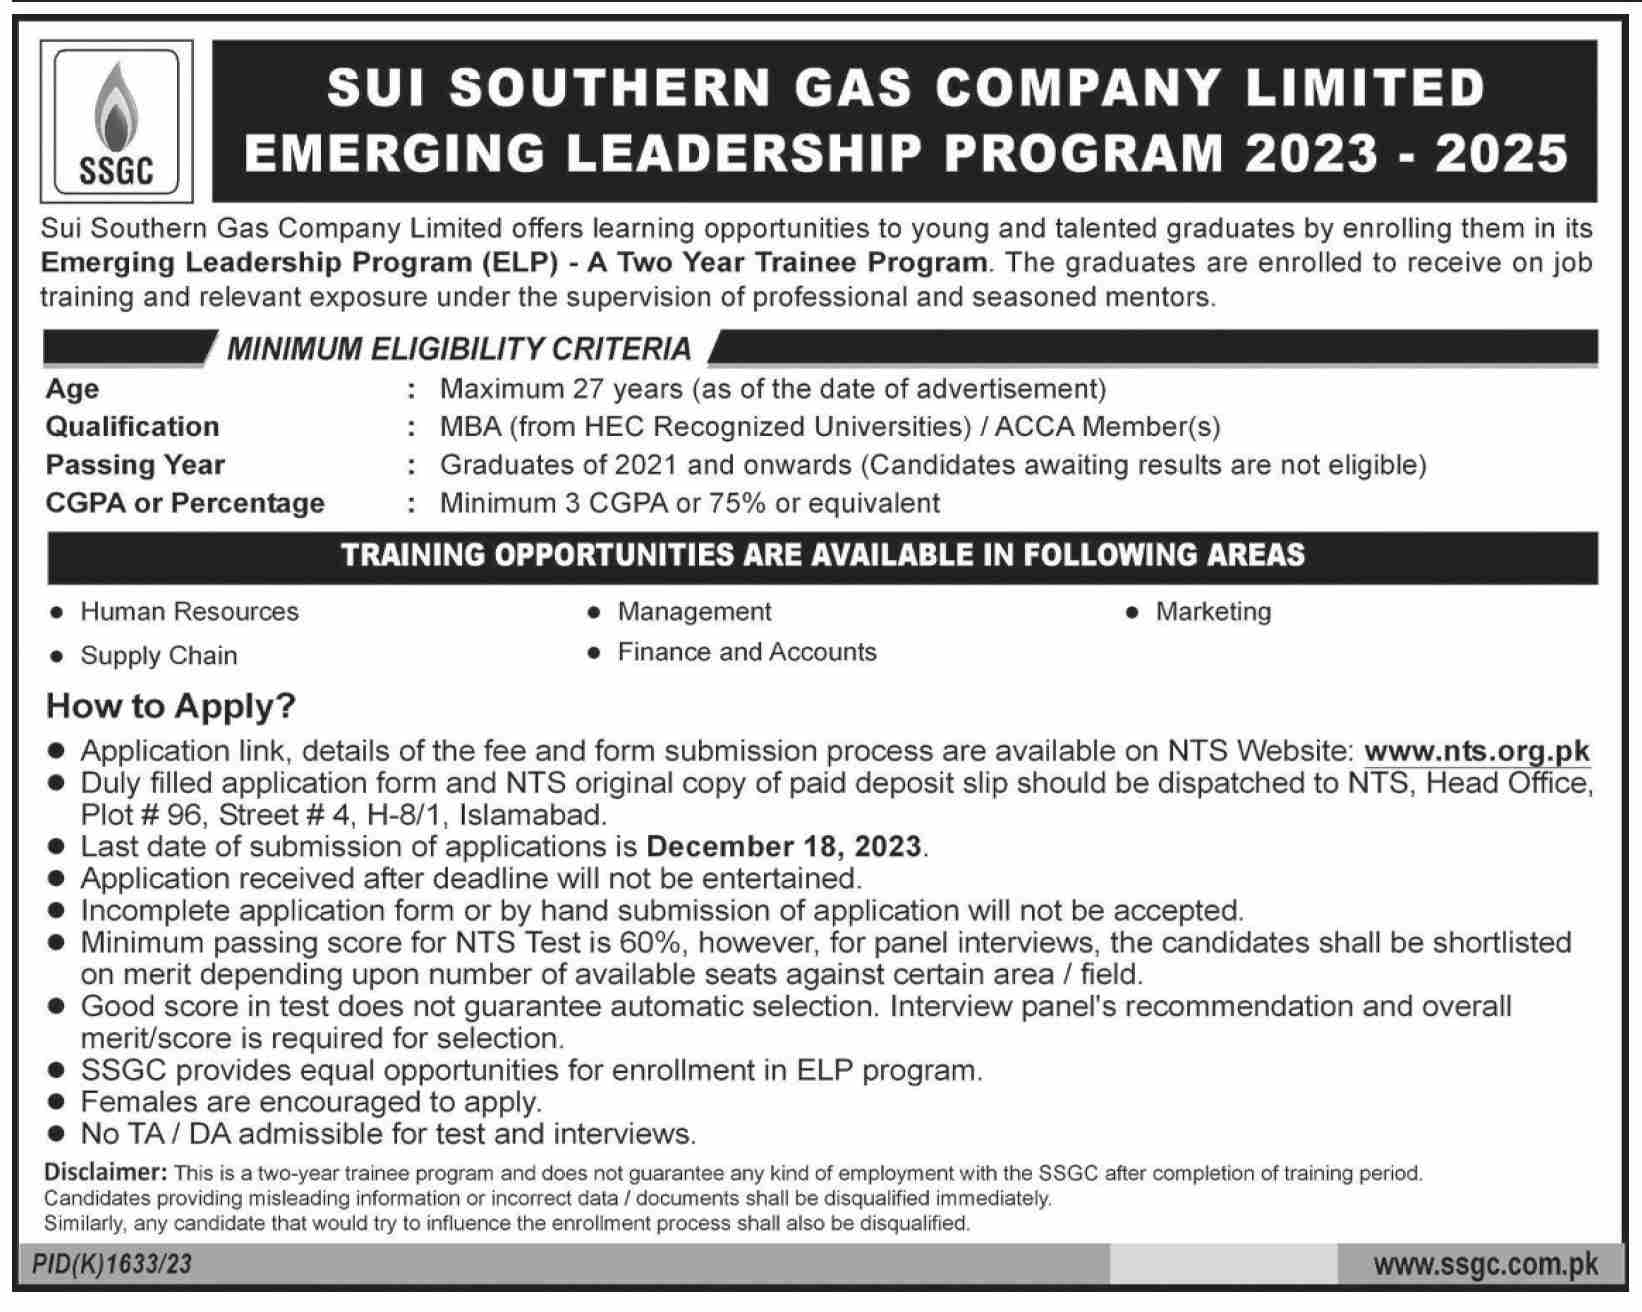 SSGC
SUI SOUTHERN GAS COMPANY LIMITED
EMERGING LEADERSHIP PROGRAM 2023 - 2025
Sui Southern Gas Company Limited offers learning opportunities to young and talented graduates by enrolling them in its
Emerging Leadership Program (ELP) - A Two Year Trainee Program. The graduates are enrolled to receive on job
training and relevant exposure under the supervision of professional and seasoned mentors.
MINIMUM ELIGIBILITY CRITERIA
Age : Maximum 27 years (as of the date of advertisement)
Qualification : MBA (from HEC Recognized Universities) / ACCA Member(s)
Passing Year : Graduates of 2021 and onwards (Candidates awaiting results are not eligible)
CGPA or Percentage : Minimum 3 CGPA or 75% or equivalent
TRAINING OPPORTUNITIES ARE AVAILABLE IN FOLLOWING AREAS
• Human Resources • Management • Marketing
• Supply Chain • Finance and Accounts
How to Apply?
• Application link, details of the fee and form submission process are available on NTS Website: www.nts.org.pk
• Duly filled application form and NTS original copy of paid deposit slip should be dispatched to NTS, Head Office,
Plot # 96, Street # 4, H-8/1, Islamabad.
• Last date of submission of applications is December 18, 2023.
• Application received after deadline will not be entertained.
• Incomplete application form or by hand submission of application will not be accepted.
• Minimum passing score for NTS Test is 60%, however, for panel interviews, the candidates shall be shortlisted
on merit depending upon number of available seats against certain area / field.
• Good score in test does not guarantee automatic selection. Interview panel's recommendation and overall
merit/score is required for selection.
• SSGC provides equal opportunities for enrollment in ELP program.
• Females are encouraged to apply.
• No TA / DA admissible for test and interviews.
Disclaimer: This is a two-year trainee program and does not guarantee any kind of employment with the SSGC after completion of training period.
Candidates providing misleading information or incorrect data / documents shall be disqualified immediately.
Similarly, any candidate that would try to influence the enrollment process shall also be disqualified.
PID(K)1633/23 www.ssgc.com.pk